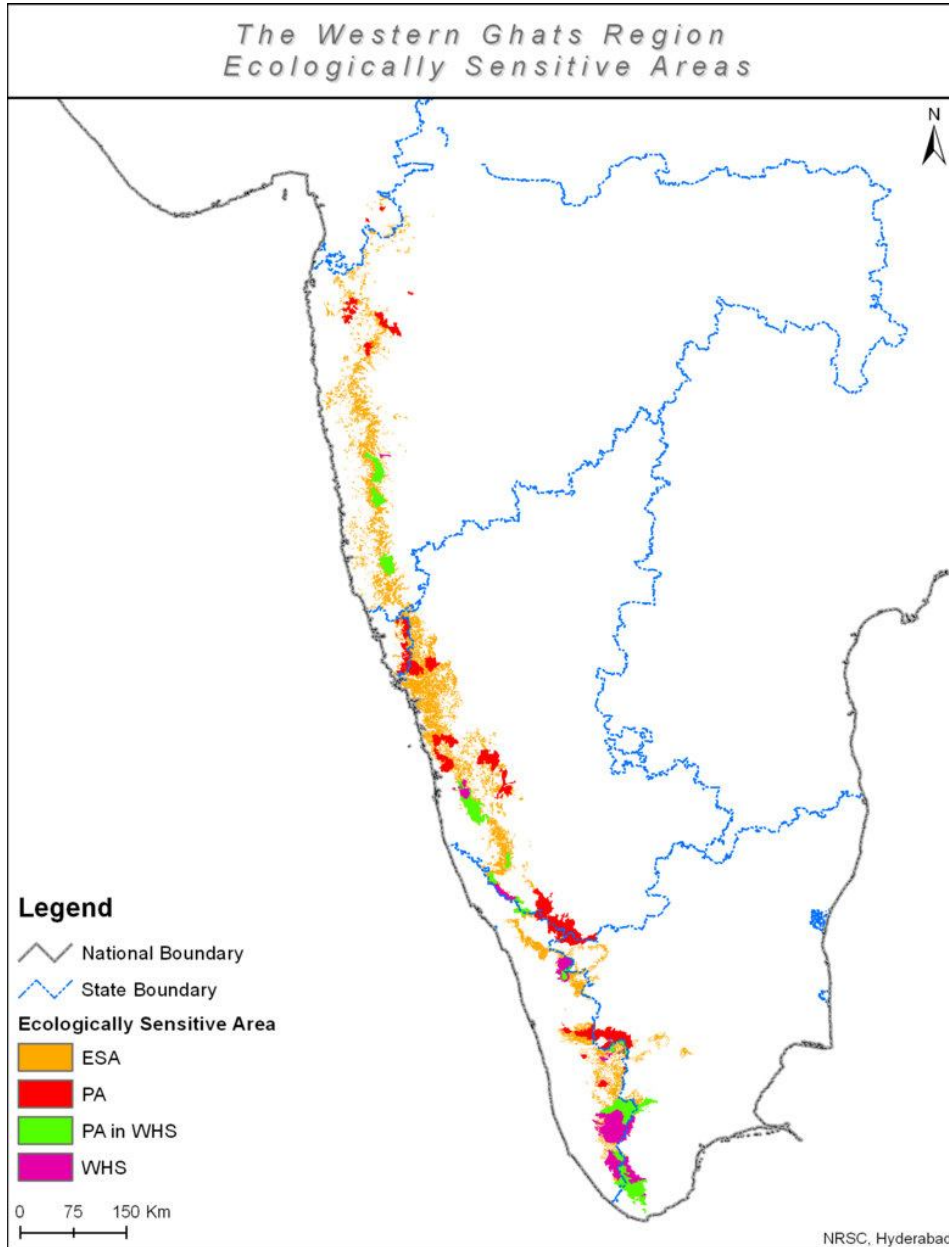 The Western Ghats Region
Ecologically Sensitive Areas
N
Legend
National Boundary
State Boundary
Ecologically Sensitive Area
ESA
PA
PA in WHS
WHS
0 75 150 Km
NRSC, Hyderabad